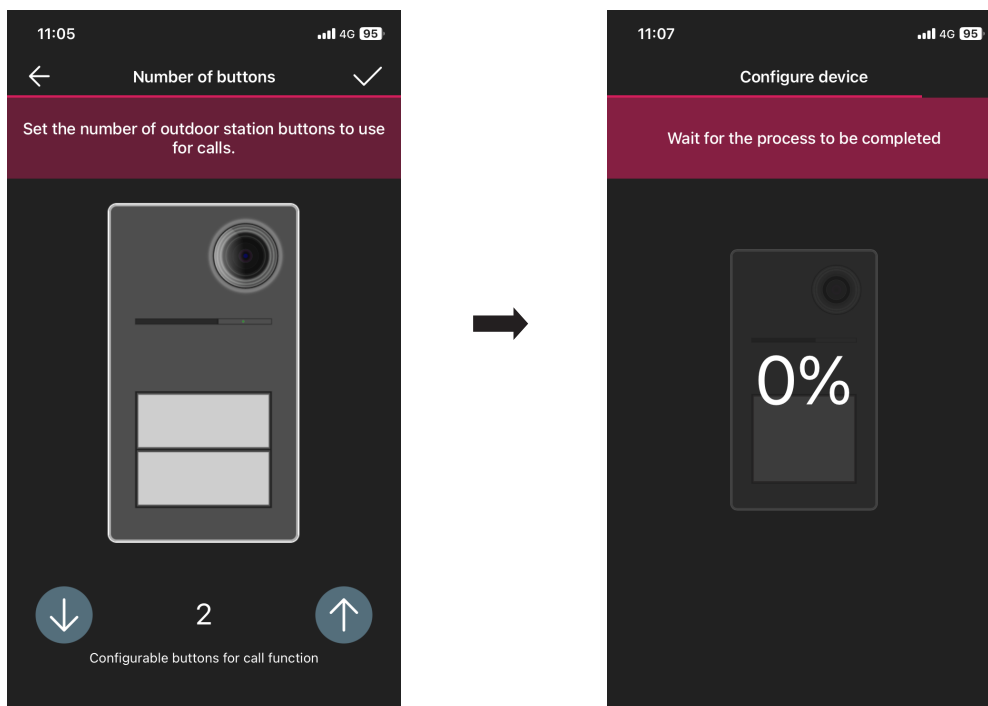 11:05
4G 95
Number of buttons
Set the number of outdoor station buttons to use
for calls.
2
Configurable buttons for call function
11:07
4G 95
Configure device
Wait for the process to be completed
0%